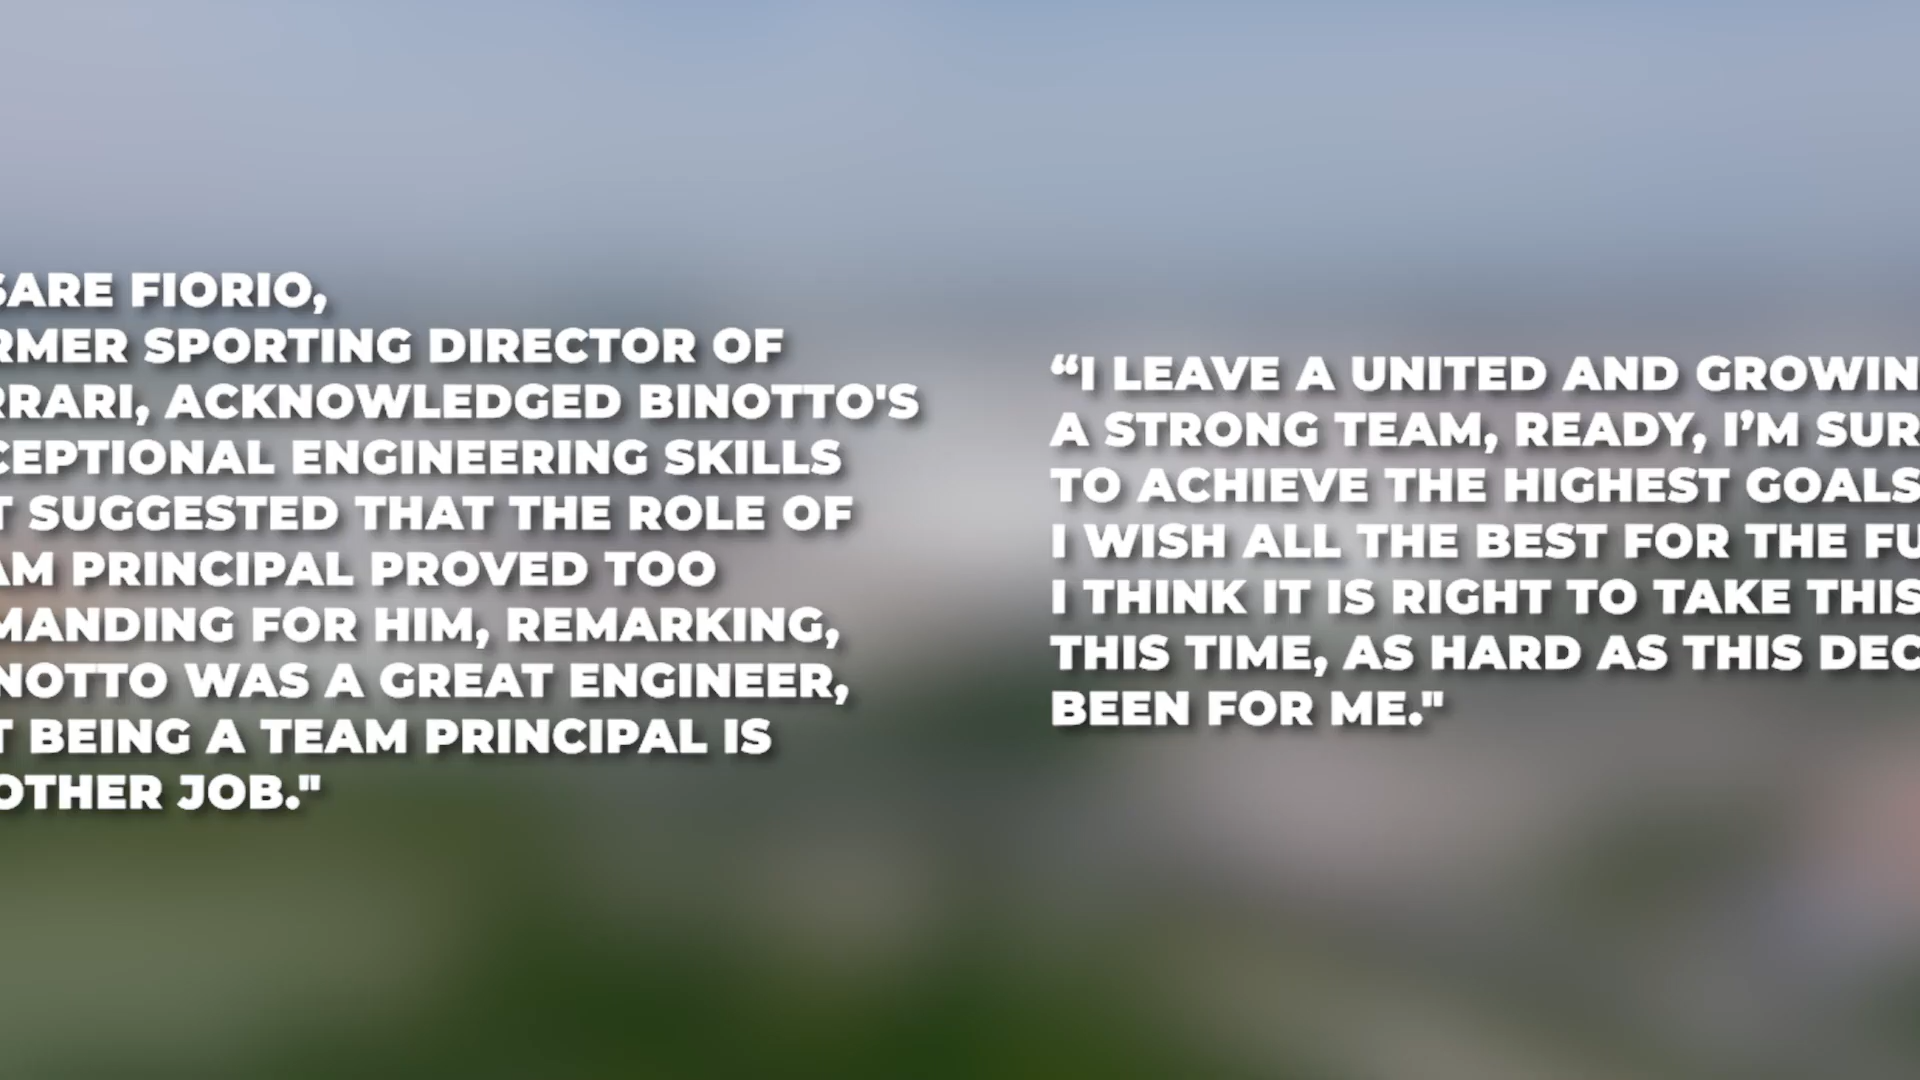 SARE FIORIO,
RMER SPORTING DIRECTOR OF
RRARI, ACKNOWLEDGED BINOTTO'S
CEPTIONAL ENGINEERING SKILLS
T SUGGESTED THAT THE ROLE OF
AM PRINCIPAL PROVED TOO
MANDING FOR HIM, REMARKING,
NOTTO WAS A GREAT ENGINEER,
T BEING A TEAM PRINCIPAL IS
OTHER JOB."
“I LEAVE A UNITED AND GROWIN
A STRONG TEAM, READY, I’M SUR
TO ACHIEVE THE HIGHEST GOALS
I WISH ALL THE BEST FOR THE FU
I THINK IT IS RIGHT TO TAKE THIS
THIS TIME, AS HARD AS THIS DEC
BEEN FOR ME."